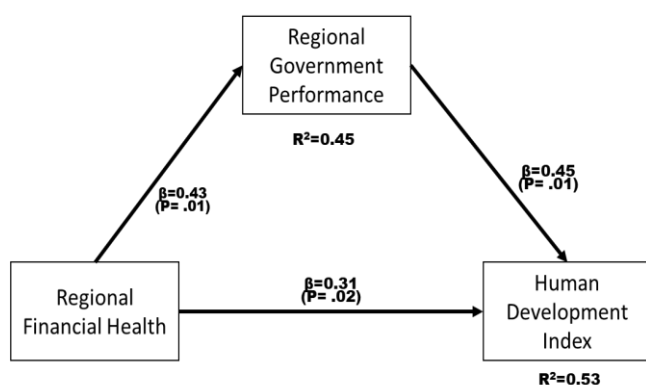 Regional
Government
Performance
R²=0.45
β=0.43
(P= .01)
β=0.45
(P= .01)
Regional
Financial Health
β=0.31
(P= .02)
Human
Development
Index
R²=0.53